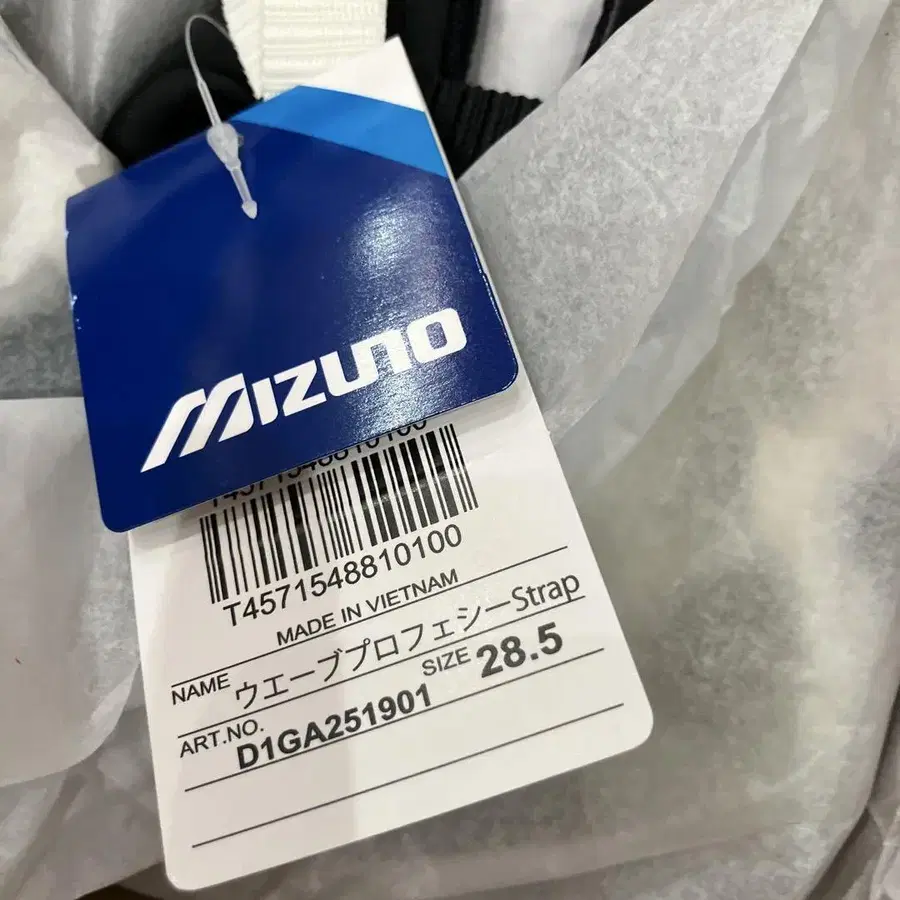 MIZUNO
T4571548810100
T4571548810100
MADE IN VIETNAM
NAME ウエーブプロフェシーStrap
SIZE 28.5
ART.NO. D1GA251901